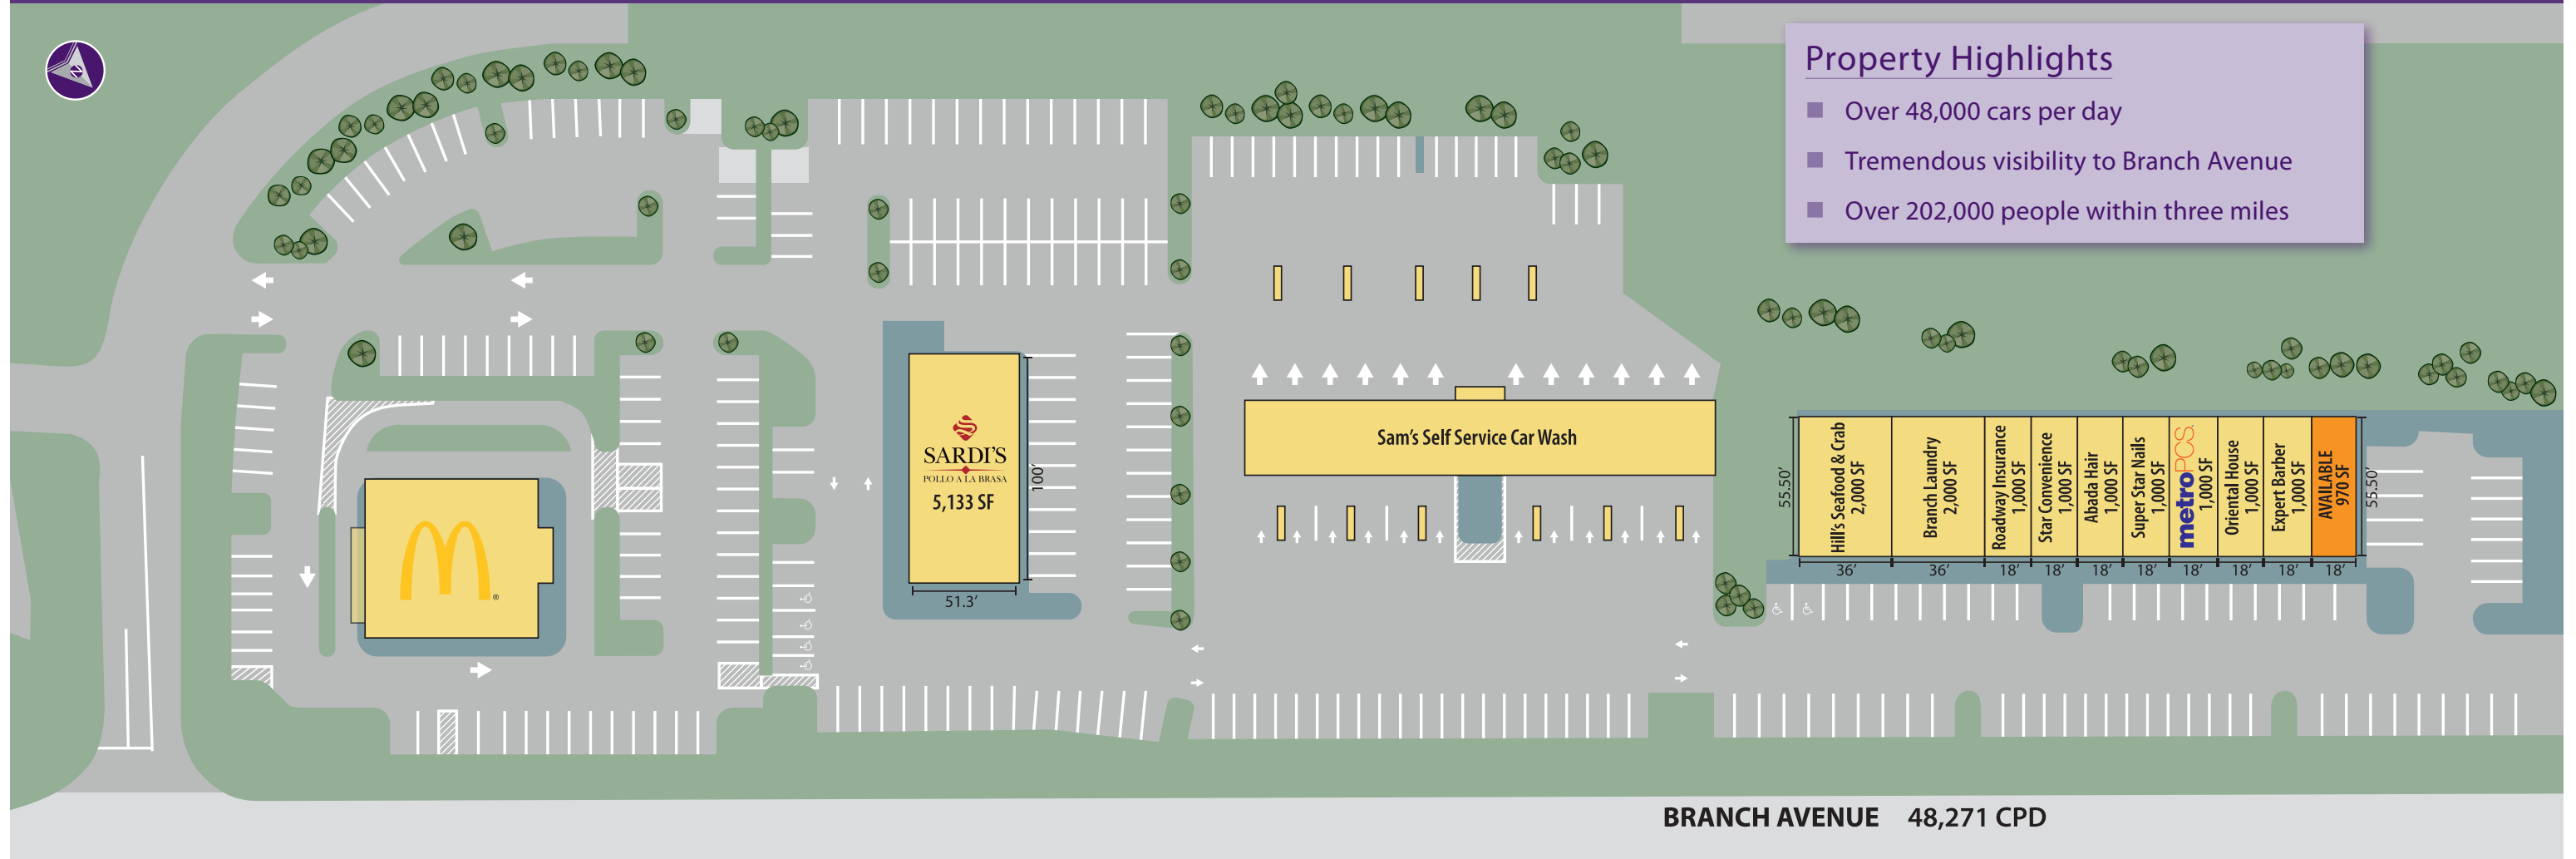 Property Highlights
Over 48,000 cars per day
Tremendous visibility to Branch Avenue
Over 202,000 people within three miles
®
SARDI'S
POLLO A LA BRASA
5,133 SF
100'
51.3'
Sam's Self Service Car Wash
55.50'
Hill's Seafood & Crab
2,000 SF
Branch Laundry
2,000 SF
Roadway Insurance
1,000 SF
Star Convenience
1,000 SF
Abada Hair
1,000 SF
Super Star Nails
1,000 SF
metroPCS.
1,000 SF
Oriental House
1,000 SF
Expert Barber
1,000 SF
AVAILABLE
970 SF
55.50'
36'
36'
18'
18'
18'
18'
18'
18'
18'
18'
BRANCH AVENUE 48,271 CPD